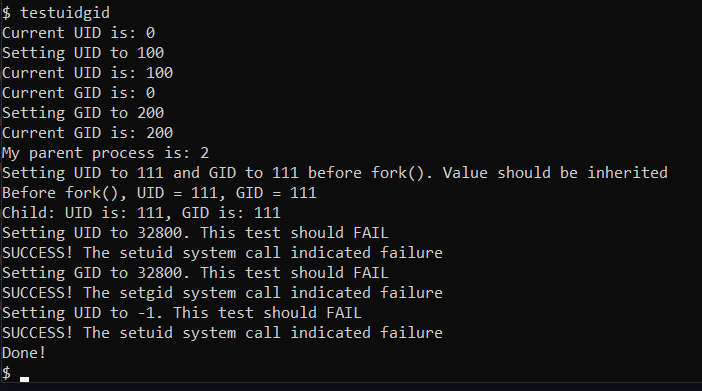 $ testuidgid
Current UID is: 0
Setting UID to 100
Current UID is: 100
Current GID is: 0
Setting GID to 200
Current GID is: 200
My parent process is: 2
Setting UID to 111 and GID to 111 before fork(). Value should be inherited
Before fork(), UID = 111, GID = 111
Child: UID is: 111, GID is: 111
Setting UID to 32800. This test should FAIL
SUCCESS! The setuid system call indicated failure
Setting GID to 32800. This test should FAIL
SUCCESS! The setgid system call indicated failure
Setting UID to -1. This test should FAIL
SUCCESS! The setuid system call indicated failure
Done!
$